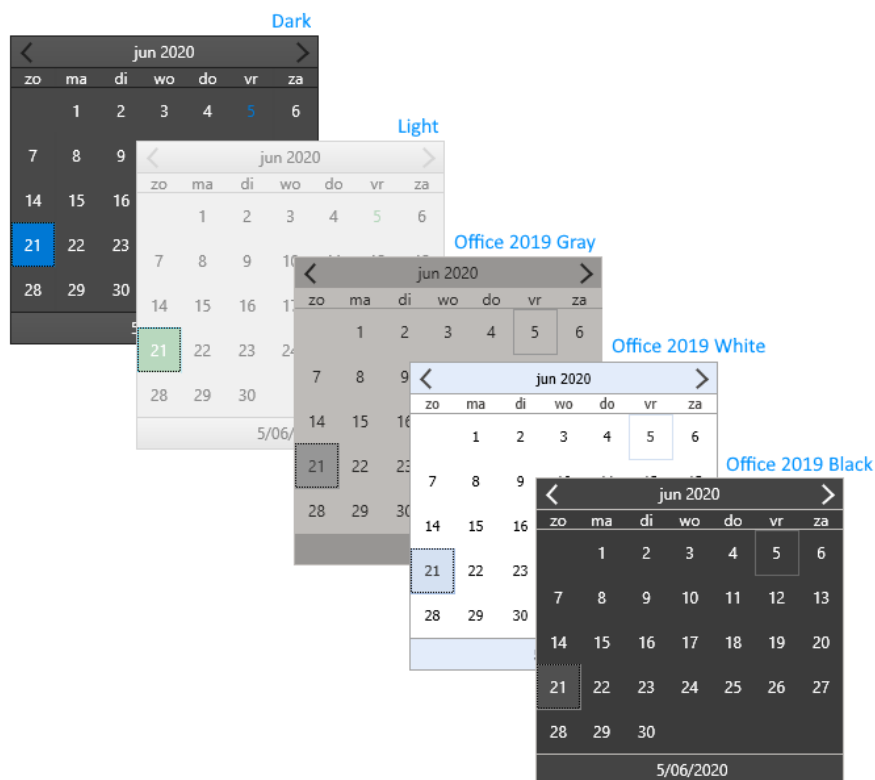 Dark
jun 2020
zo ma di wo do vr za
1 2 3 4 5 6
7 8 9
14 15 16
21 22 23
28 29 30
Light
jun 2020
zo ma di wo do vr za
1 2 3 4 5 6
7 8 9
14 15 16
21 22 23
28 29 30
5/06/
Office 2019 Gray
jun 2020
zo ma di wo do vr za
1 2 3 4 5 6
7 8 9
14 15
21 22
28 29
Office 2019 White
jun 2020
zo ma di wo do vr za
1 2 3 4 5 6
7 8 9
14 15 16
21 22 23
28 29 30
Office 2019 Black
jun 2020
zo ma di wo do vr za
1 2 3 4 5 6
7 8 9 10 11 12 13
14 15 16 17 18 19 20
21 22 23 24 25 26 27
28 29 30
5/06/2020